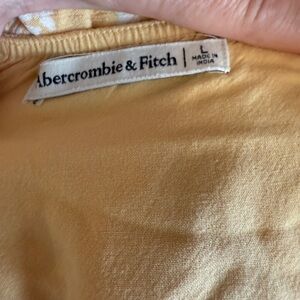 Abercrombie & Fitch
L
MADE IN
INDIA